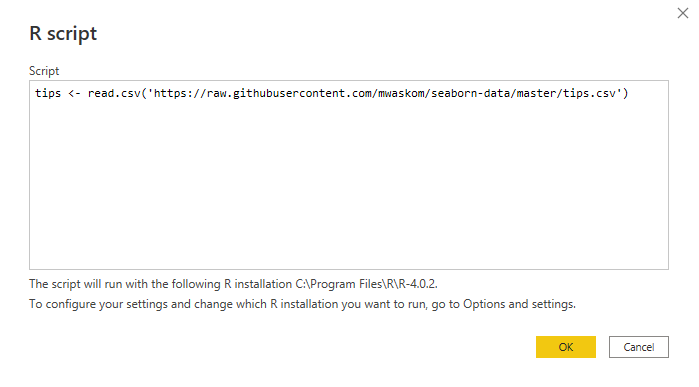 R script
Script
tips <- read.csv('https://raw.githubusercontent.com/mwaskom/seaborn-data/master/tips.csv')
The script will run with the following R installation C:\Program Files\R\R-4.0.2.
To configure your settings and change which R installation you want to run, go to Options and settings.
OK Cancel